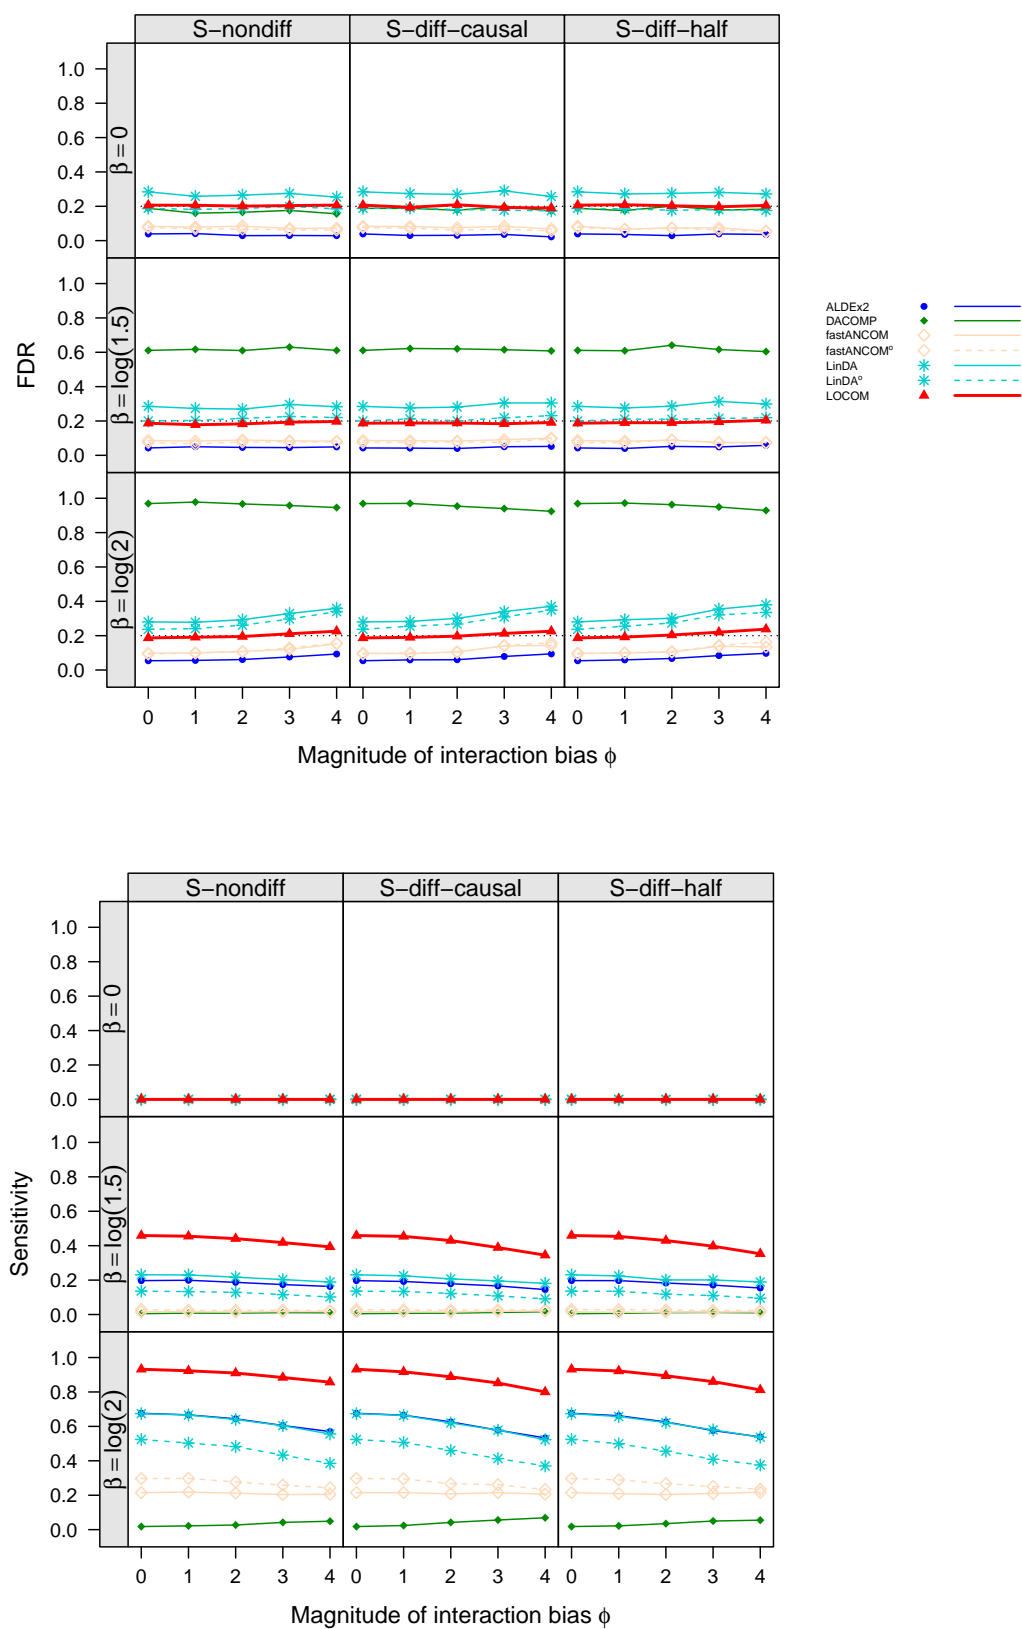 S−nondiff S−diff−causal S−diff−half
β = 0
1.0
0.8
0.6
0.4
0.2
0.0
β = log(1.5)
1.0
0.8
0.6
0.4
0.2
0.0
β = log(2)
1.0
0.8
0.6
0.4
0.2
0.0
FDR
0 1 2 3 4 0 1 2 3 4 0 1 2 3 4
Magnitude of interaction bias ϕ
ALDEx2
DACOMP
fastANCOM
fastANCOMᵒ
LinDA
LinDAᵒ
LOCOM
S−nondiff S−diff−causal S−diff−half
β = 0
1.0
0.8
0.6
0.4
0.2
0.0
β = log(1.5)
1.0
0.8
0.6
0.4
0.2
0.0
β = log(2)
1.0
0.8
0.6
0.4
0.2
0.0
Sensitivity
0 1 2 3 4 0 1 2 3 4 0 1 2 3 4
Magnitude of interaction bias ϕ